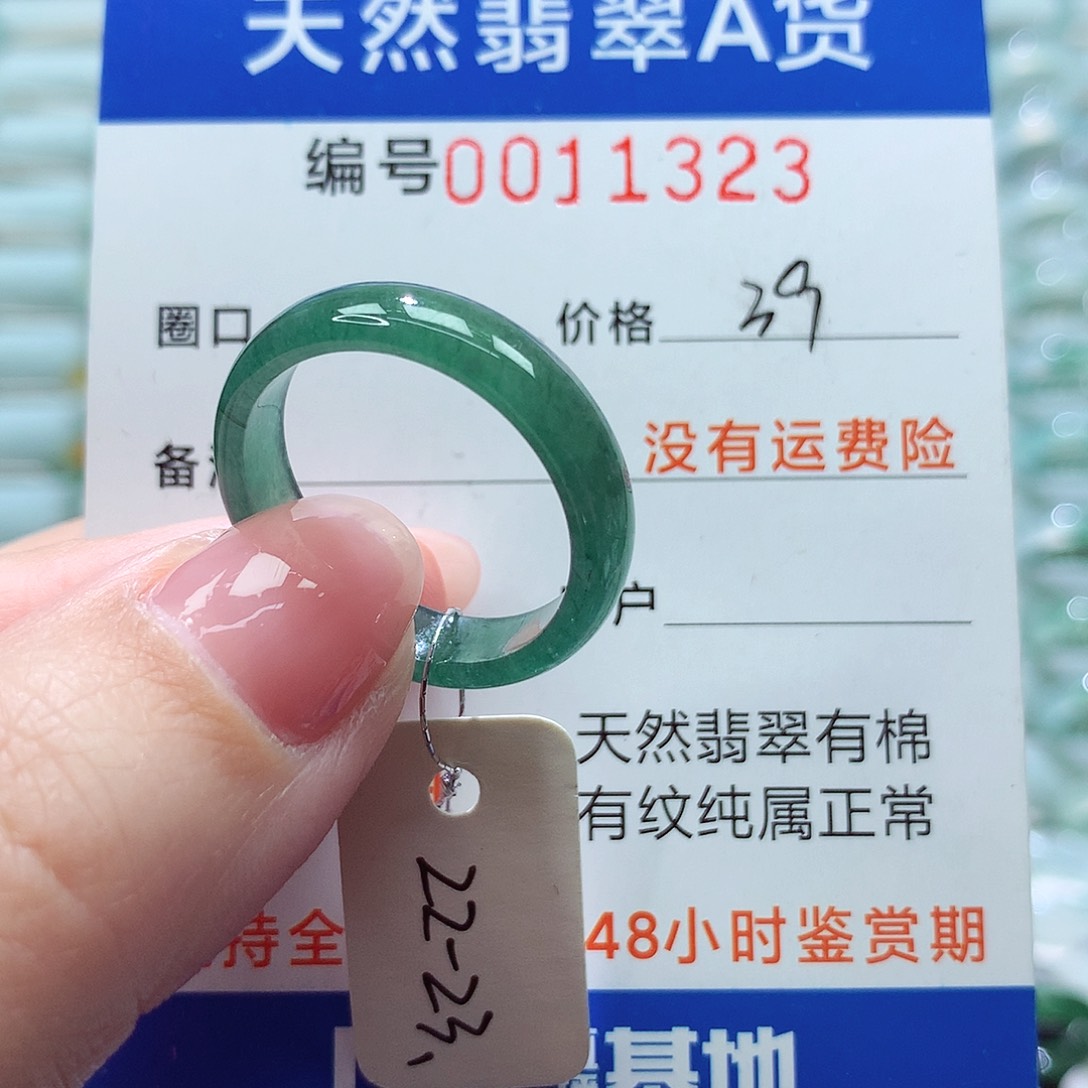 天然翡翠A货
编号0011323
圈口
价格 39
备
没有运费险
户
天然翡翠有棉
有纹纯属正常
持全
48小时鉴赏期
22-23、
基地